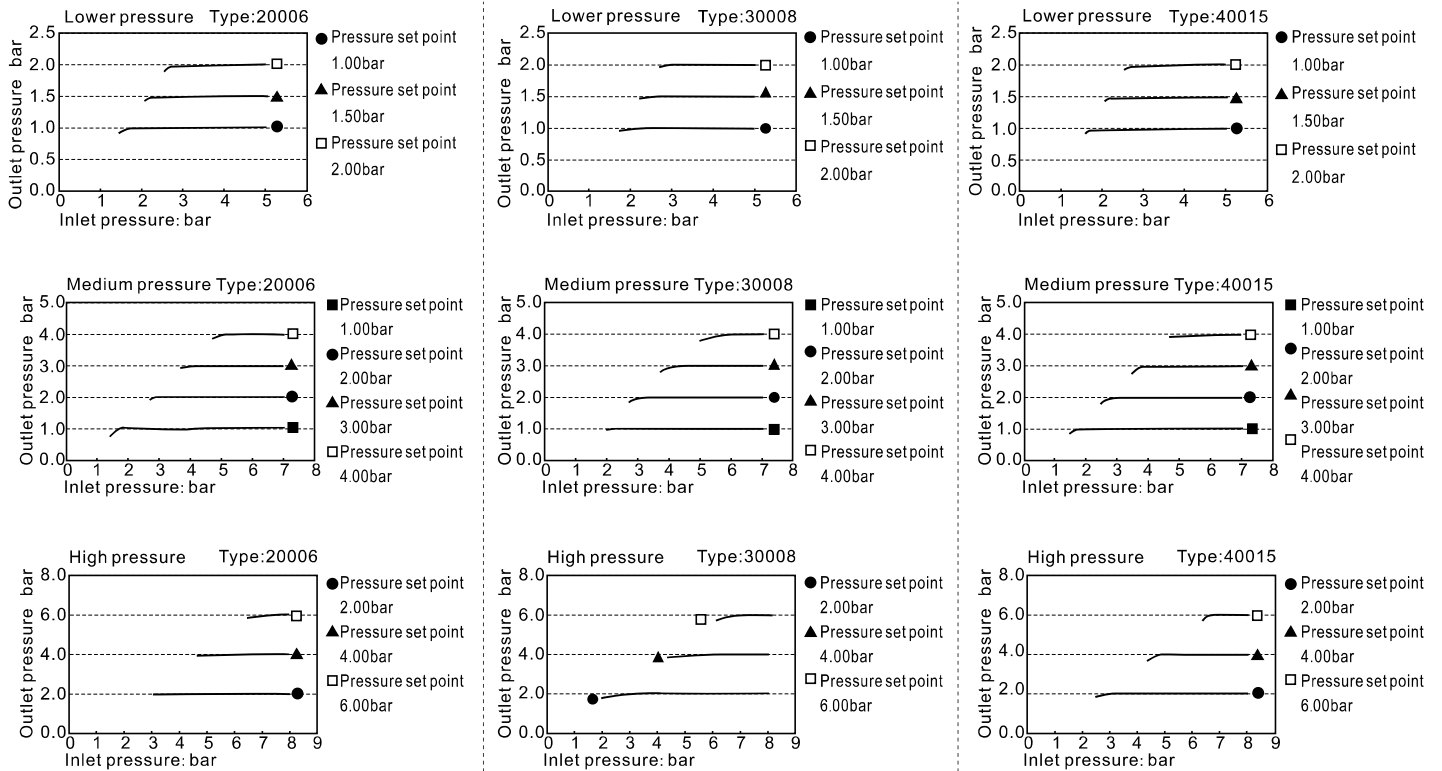 Lower pressure Type:20006
Outlet pressure bar
2.5
2.0
1.5
1.0
0.5
0.0
0 1 2 3 4 5 6
Inlet pressure: bar
Pressure set point
1.00bar
Pressure set point
1.50bar
Pressure set point
2.00bar
Lower pressure Type:30008
Outlet pressure bar
2.5
2.0
1.5
1.0
0.5
0.0
0 1 2 3 4 5 6
Inlet pressure: bar
Pressure set point
1.00bar
Pressure set point
1.50bar
Pressure set point
2.00bar
Lower pressure Type:40015
Outlet pressure bar
2.5
2.0
1.5
1.0
0.5
0.0
0 1 2 3 4 5 6
Inlet pressure: bar
Pressure set point
1.00bar
Pressure set point
1.50bar
Pressure set point
2.00bar
Medium pressure Type:20006
Outlet pressure bar
5.0
4.0
3.0
2.0
1.0
0.0
0 1 2 3 4 5 6 7 8
Inlet pressure: bar
Pressure set point
1.00bar
Pressure set point
2.00bar
Pressure set point
3.00bar
Pressure set point
4.00bar
Medium pressure Type:30008
Outlet pressure bar
5.0
4.0
3.0
2.0
1.0
0.0
0 1 2 3 4 5 6 7 8
Inlet pressure: bar
Pressure set point
1.00bar
Pressure set point
2.00bar
Pressure set point
3.00bar
Pressure set point
4.00bar
Medium pressure Type:40015
Outlet pressure bar
5.0
4.0
3.0
2.0
1.0
0.0
0 1 2 3 4 5 6 7 8
Inlet pressure: bar
Pressure set point
1.00bar
Pressure set point
2.00bar
Pressure set point
3.00bar
Pressure set point
4.00bar
High pressure Type:20006
Outlet pressure bar
8.0
6.0
4.0
2.0
0.0
0 1 2 3 4 5 6 7 8 9
Inlet pressure: bar
Pressure set point
2.00bar
Pressure set point
4.00bar
Pressure set point
6.00bar
High pressure Type:30008
Outlet pressure bar
8.0
6.0
4.0
2.0
0.0
0 1 2 3 4 5 6 7 8 9
Inlet pressure: bar
Pressure set point
2.00bar
Pressure set point
4.00bar
Pressure set point
6.00bar
High pressure Type:40015
Outlet pressure bar
8.0
6.0
4.0
2.0
0.0
0 1 2 3 4 5 6 7 8 9
Inlet pressure: bar
Pressure set point
2.00bar
Pressure set point
4.00bar
Pressure set point
6.00bar